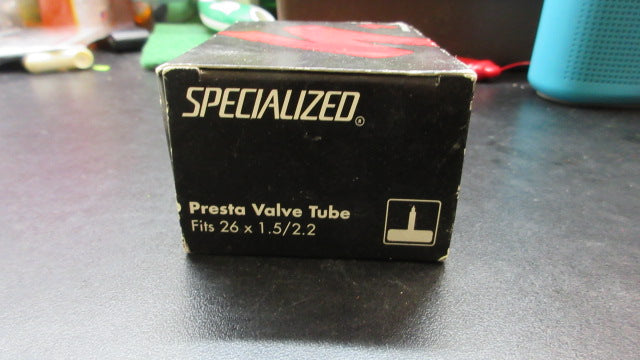 SPECIALIZED®
Presta Valve Tube
Fits 26 x 1.5/2.2